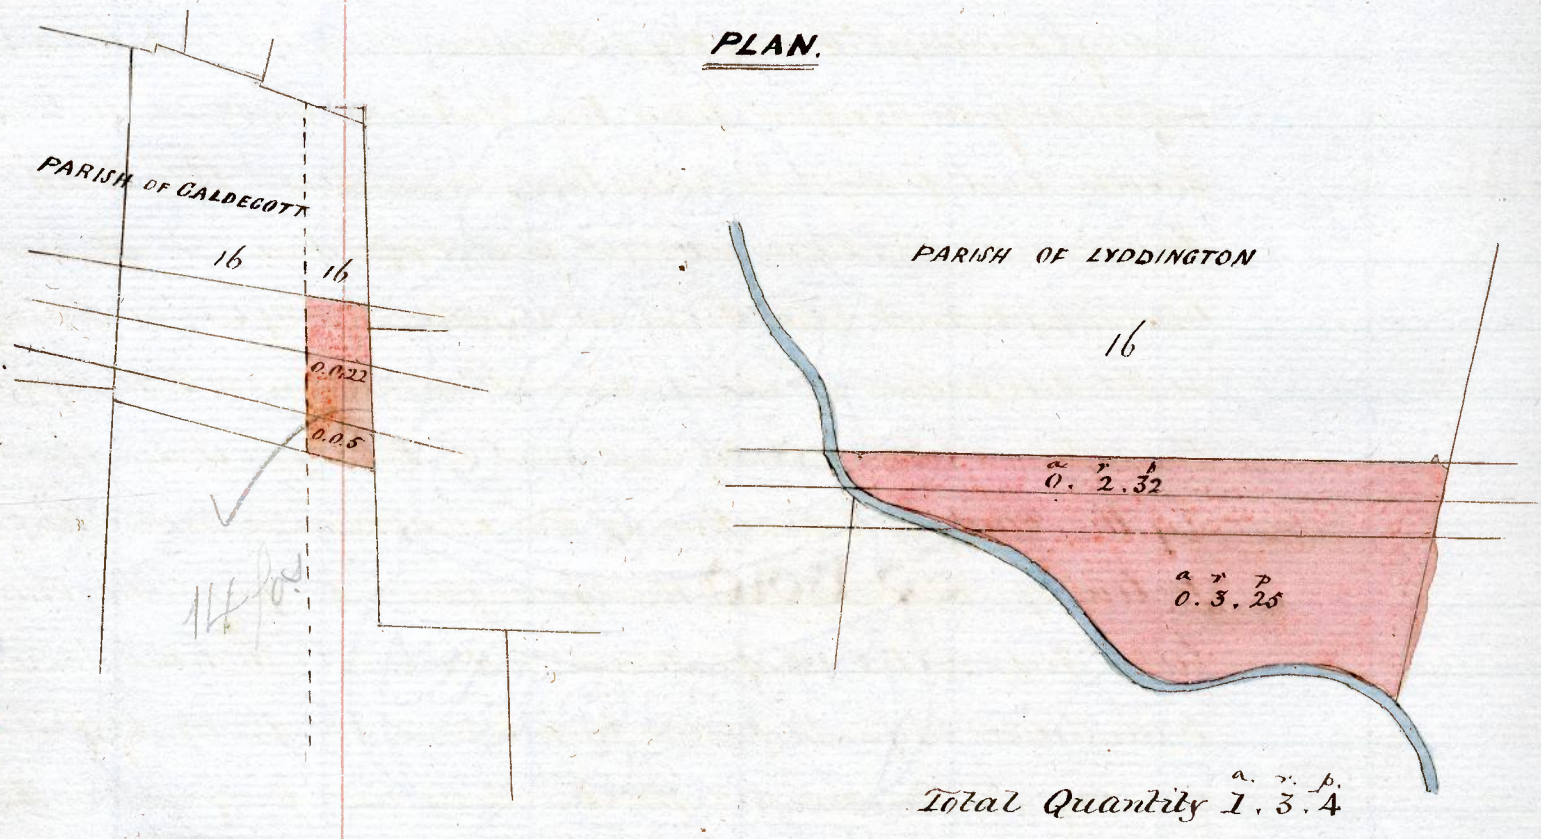 PLAN.
PARISH OF CALDECOTT
16
16
0.0.22
0.0.5
PARISH OF LYDDINGTON
16
a r p
0. 2. 32
a r p
0. 3. 25
a. r. p.
Total Quantity 1. 3. 4